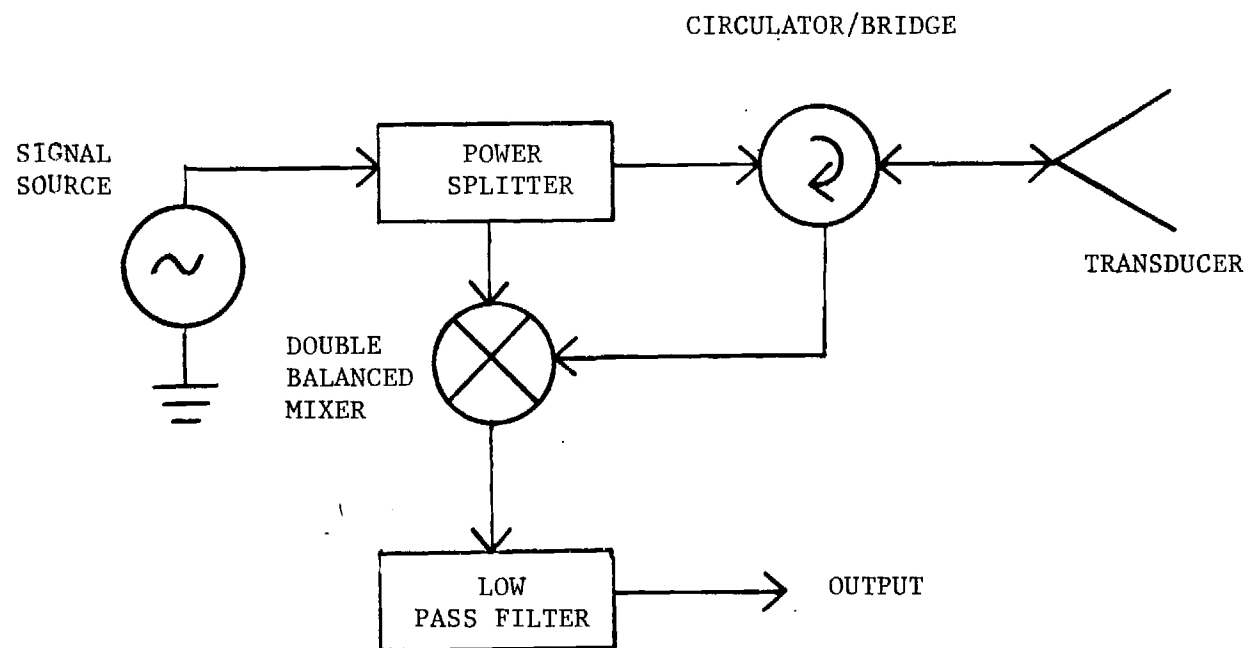 CIRCULATOR/BRIDGE
SIGNAL
SOURCE
POWER
SPLITTER
TRANSDUCER
DOUBLE
BALANCED
MIXER
LOW
PASS FILTER
OUTPUT